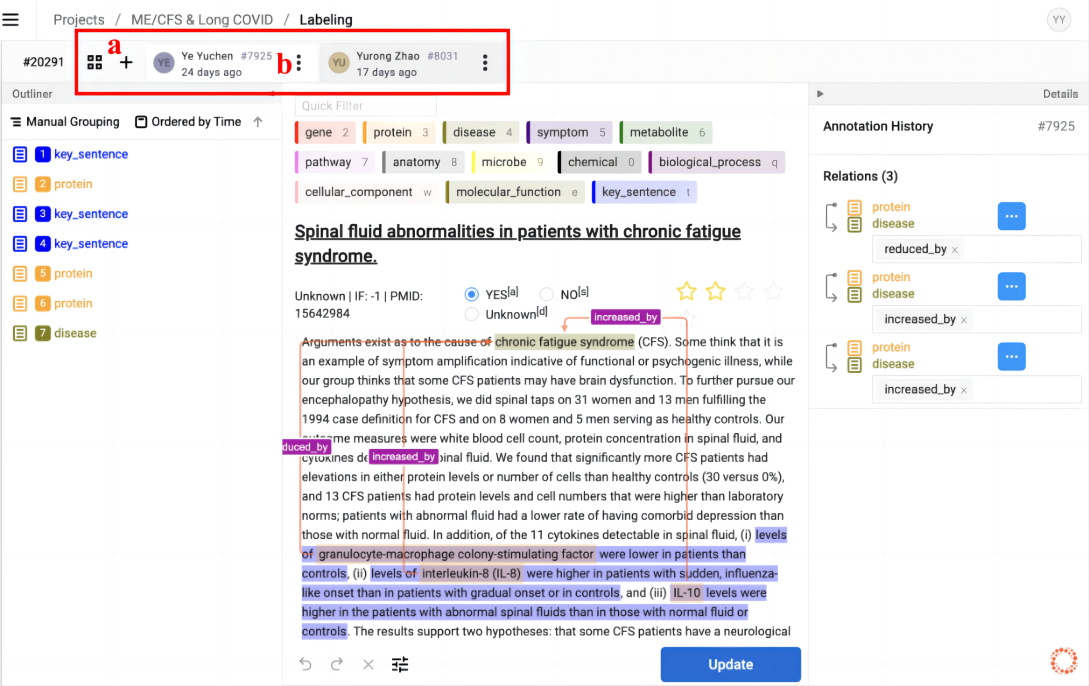 Projects / ME/CFS & Long COVID / Labeling
YY
#20291
a
YE
Ye Yuchen #7925
24 days ago
b
YU
Yurong Zhao #8031
17 days ago
Outliner
Details
Manual Grouping
Ordered by Time
1 key_sentence
2 protein
3 key_sentence
4 key_sentence
5 protein
6 protein
7 disease
Quick Filter
gene 2 protein 3 disease 4 symptom 5 metabolite 6
pathway 7 anatomy 8 microbe 9 chemical 0 biological_process q
cellular_component w molecular_function e key_sentence t
Spinal fluid abnormalities in patients with chronic fatigue
syndrome.
Unknown | IF: -1 | PMID:
15642984
YES[a] NO[s]
Unknown[d]
increased_by
Arguments exist as to the cause of chronic fatigue syndrome (CFS). Some think that it is
an example of symptom amplification indicative of functional or psychogenic illness, while
our group thinks that some CFS patients may have brain dysfunction. To further pursue our
encephalopathy hypothesis, we did spinal taps on 31 women and 13 men fulfilling the
1994 case definition for CFS and on 8 women and 5 men serving as healthy controls. Our
outcome measures were white blood cell count, protein concentration in spinal fluid, and
duced_by
cytokines de increased_by pinal fluid. We found that significantly more CFS patients had
elevations in either protein levels or number of cells than healthy controls (30 versus 0%),
and 13 CFS patients had protein levels and cell numbers that were higher than laboratory
norms; patients with abnormal fluid had a lower rate of having comorbid depression than
those with normal fluid. In addition, of the 11 cytokines detectable in spinal fluid, (i) levels
of granulocyte-macrophage colony-stimulating factor were lower in patients than
controls, (ii) levels of interleukin-8 (IL-8) were higher in patients with sudden, influenza-
like onset than in patients with gradual onset or in controls, and (iii) IL-10 levels were
higher in the patients with abnormal spinal fluids than in those with normal fluid or
controls. The results support two hypotheses: that some CFS patients have a neurological
Update
Annotation History #7925
Relations (3)
protein
disease
reduced_by ×
protein
disease
increased_by ×
protein
disease
increased_by ×